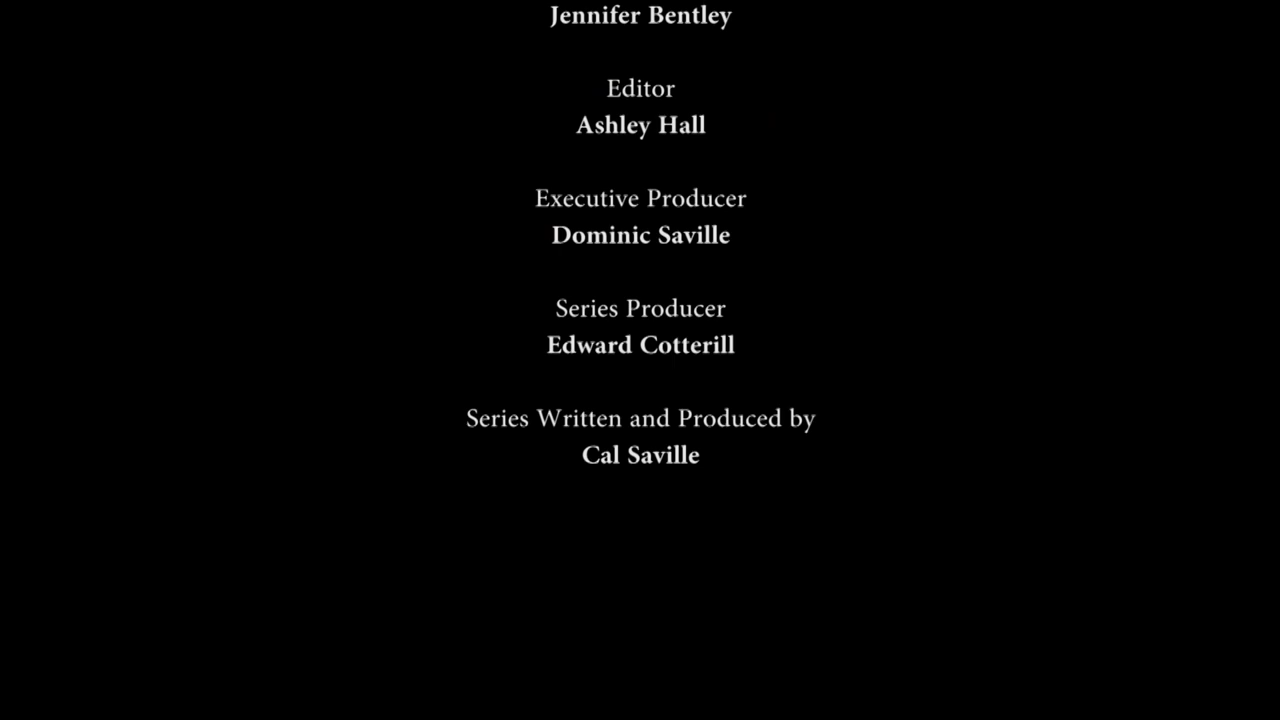 Jennifer Bentley
Editor
Ashley Hall
Executive Producer
Dominic Saville
Series Producer
Edward Cotterill
Series Written and Produced by
Cal Saville